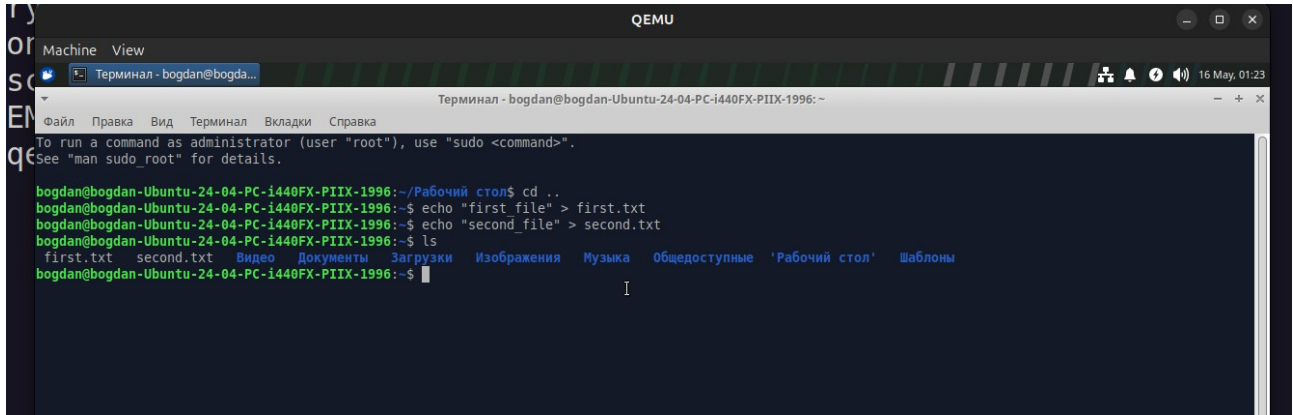 QEMU
or
Machine View
Терминал - bogdan@bogda...
16 May, 01:23
Терминал - bogdan@bogdan-Ubuntu-24-04-PC-i440FX-PIIX-1996: ~
Файл Правка Вид Терминал Вкладки Справка
To run a command as administrator (user "root"), use "sudo <command>".
See "man sudo_root" for details.
bogdan@bogdan-Ubuntu-24-04-PC-i440FX-PIIX-1996:~/Рабочий стол$ cd ..
bogdan@bogdan-Ubuntu-24-04-PC-i440FX-PIIX-1996:~$ echo "first_file" > first.txt
bogdan@bogdan-Ubuntu-24-04-PC-i440FX-PIIX-1996:~$ echo "second_file" > second.txt
bogdan@bogdan-Ubuntu-24-04-PC-i440FX-PIIX-1996:~$ ls
first.txt second.txt Видео Документы Загрузки Изображения Музыка Общедоступные 'Рабочий стол' Шаблоны
bogdan@bogdan-Ubuntu-24-04-PC-i440FX-PIIX-1996:~$